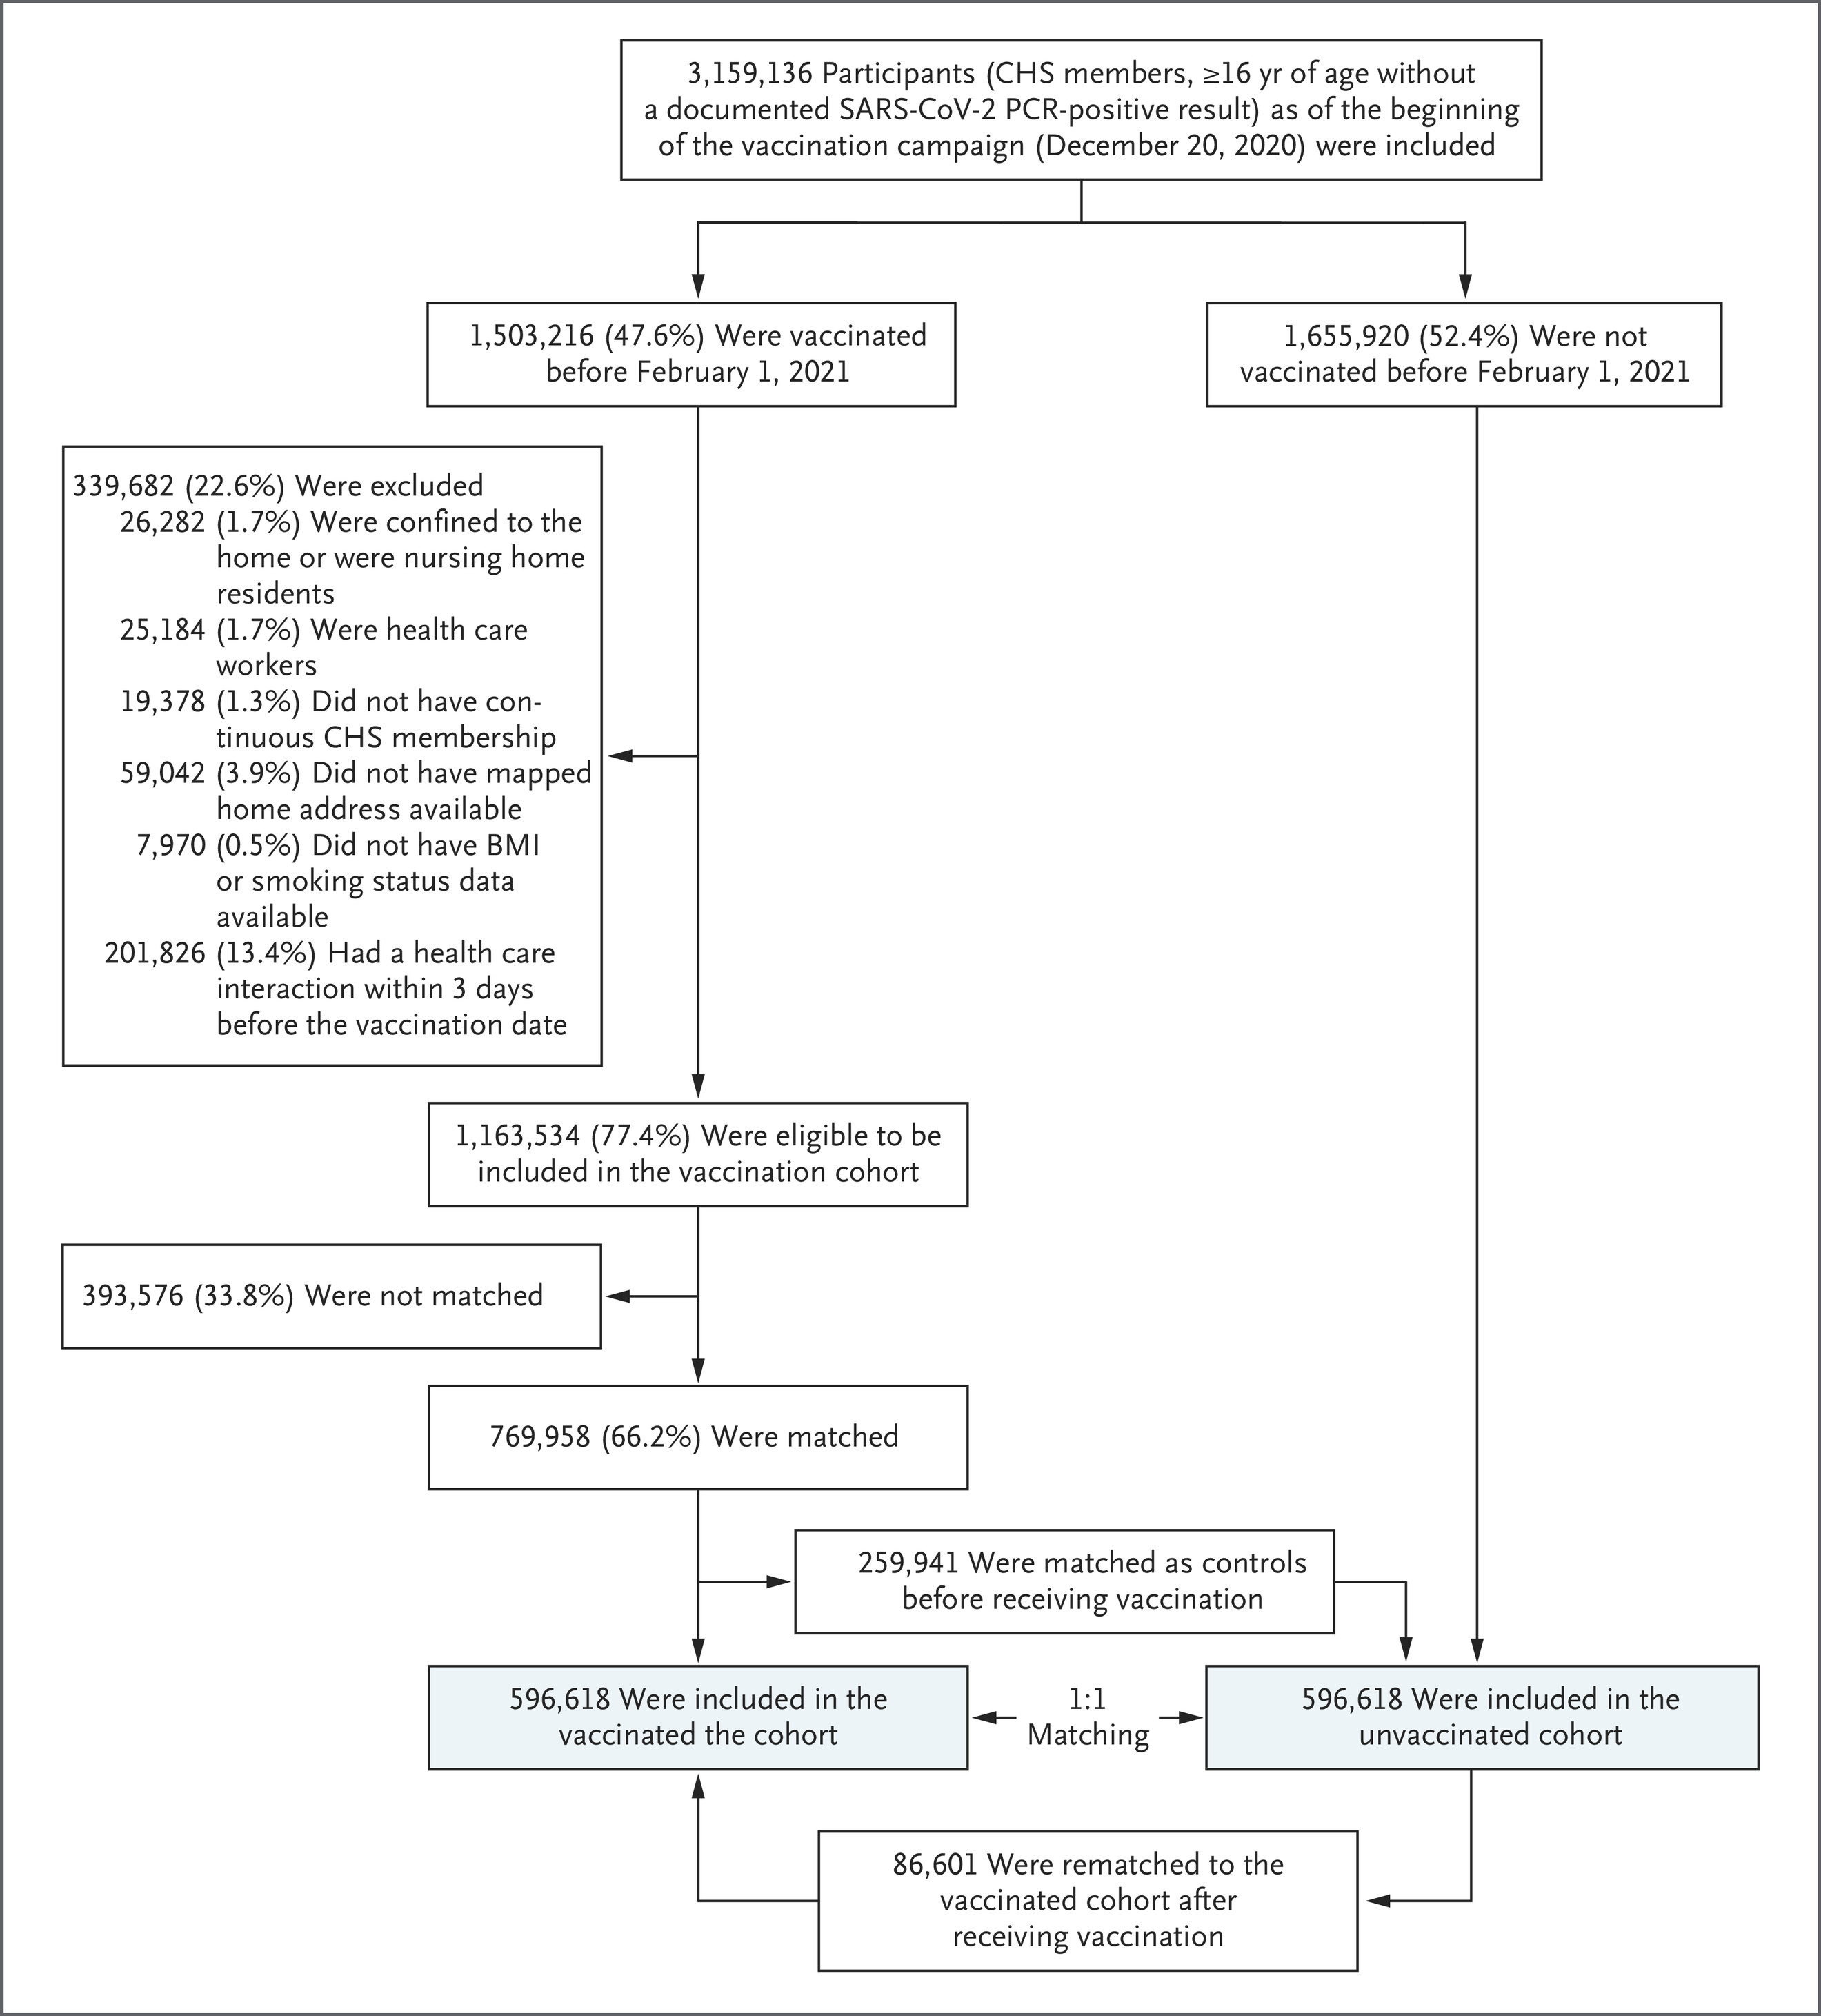 3,159,136 Participants (CHS members, ≥16 yr of age without
a documented SARS-CoV-2 PCR-positive result) as of the beginning
of the vaccination campaign (December 20, 2020) were included
1,503,216 (47.6%) Were vaccinated
before February 1, 2021
1,655,920 (52.4%) Were not
vaccinated before February 1, 2021
339,682 (22.6%) Were excluded
26,282 (1.7%) Were confined to the
home or were nursing home
residents
25,184 (1.7%) Were health care
workers
19,378 (1.3%) Did not have con-
tinuous CHS membership
59,042 (3.9%) Did not have mapped
home address available
7,970 (0.5%) Did not have BMI
or smoking status data
available
201,826 (13.4%) Had a health care
interaction within 3 days
before the vaccination date
1,163,534 (77.4%) Were eligible to be
included in the vaccination cohort
393,576 (33.8%) Were not matched
769,958 (66.2%) Were matched
259,941 Were matched as controls
before receiving vaccination
596,618 Were included in the
vaccinated the cohort
1:1
Matching
596,618 Were included in the
unvaccinated cohort
86,601 Were rematched to the
vaccinated cohort after
receiving vaccination